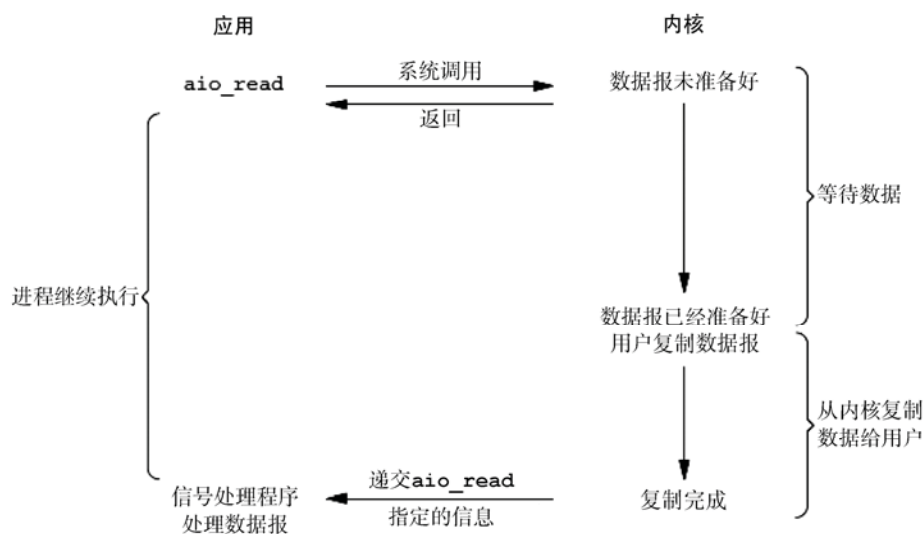 应用
内核
aio_read
系统调用
数据报未准备好
返回
等待数据
进程继续执行
数据报已经准备好
用户复制数据报
从内核复制
数据给用户
递交aio_read
信号处理程序
复制完成
指定的信息
处理数据报